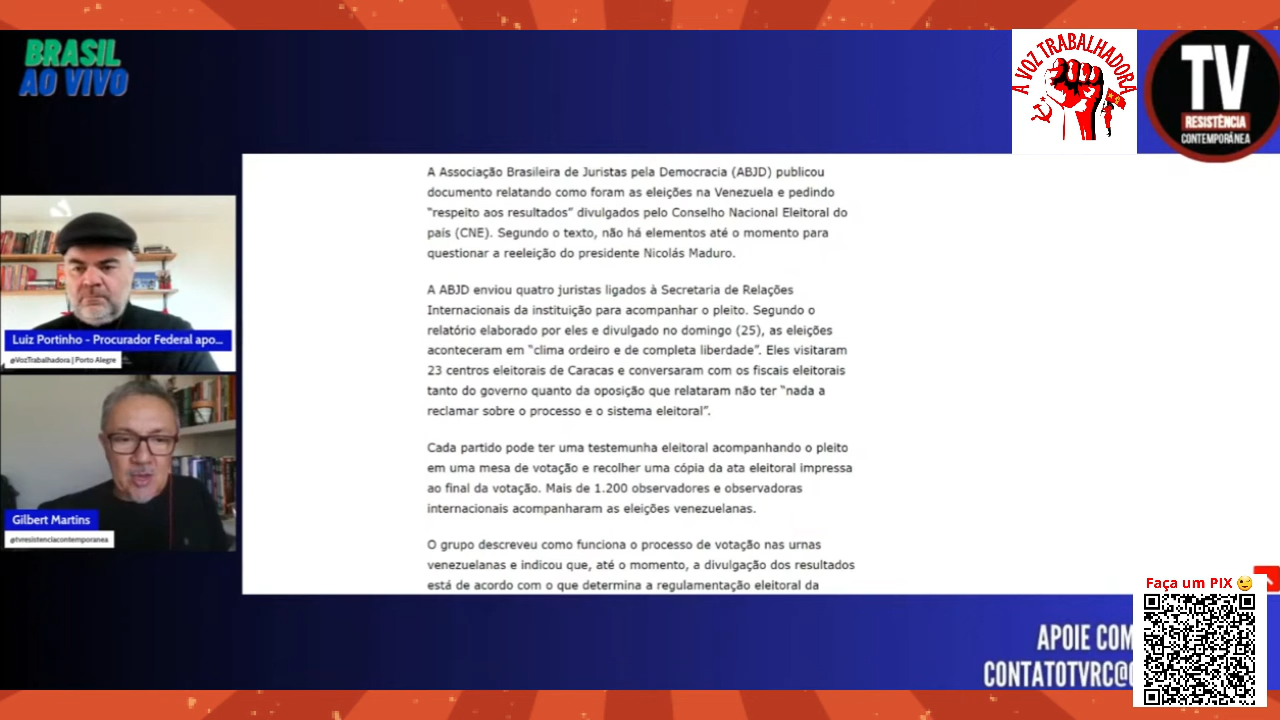 BRASIL
AO VIVO
A VOZ TRABALHADORA
TV
RESISTÊNCIA
CONTEMPORÂNEA
A Associação Brasileira de Juristas pela Democracia (ABJD) publicou
documento relatando como foram as eleições na Venezuela e pedindo
“respeito aos resultados” divulgados pelo Conselho Nacional Eleitoral do
país (CNE). Segundo o texto, não há elementos até o momento para
questionar a reeleição do presidente Nicolás Maduro.
A ABJD enviou quatro juristas ligados à Secretaria de Relações
Internacionais da instituição para acompanhar o pleito. Segundo o
relatório elaborado por eles e divulgado no domingo (25), as eleições
aconteceram em “clima ordeiro e de completa liberdade”. Eles visitaram
23 centros eleitorais de Caracas e conversaram com os fiscais eleitorais
tanto do governo quanto da oposição que relataram não ter “nada a
reclamar sobre o processo e o sistema eleitoral”.
Cada partido pode ter uma testemunha eleitoral acompanhando o pleito
em uma mesa de votação e recolher uma cópia da ata eleitoral impressa
ao final da votação. Mais de 1.200 observadores e observadoras
internacionais acompanharam as eleições venezuelanas.
O grupo descreveu como funciona o processo de votação nas urnas
venezuelanas e indicou que, até o momento, a divulgação dos resultados
está de acordo com o que determina a regulamentação eleitoral da
Luiz Portinho - Procurador Federal apo...
@VozTrabalhadora | Porto Alegre
Gilbert Martins
@tvresistenciacontemporanea
Faça um PIX
APOIE COM
CONTATOTVRC@